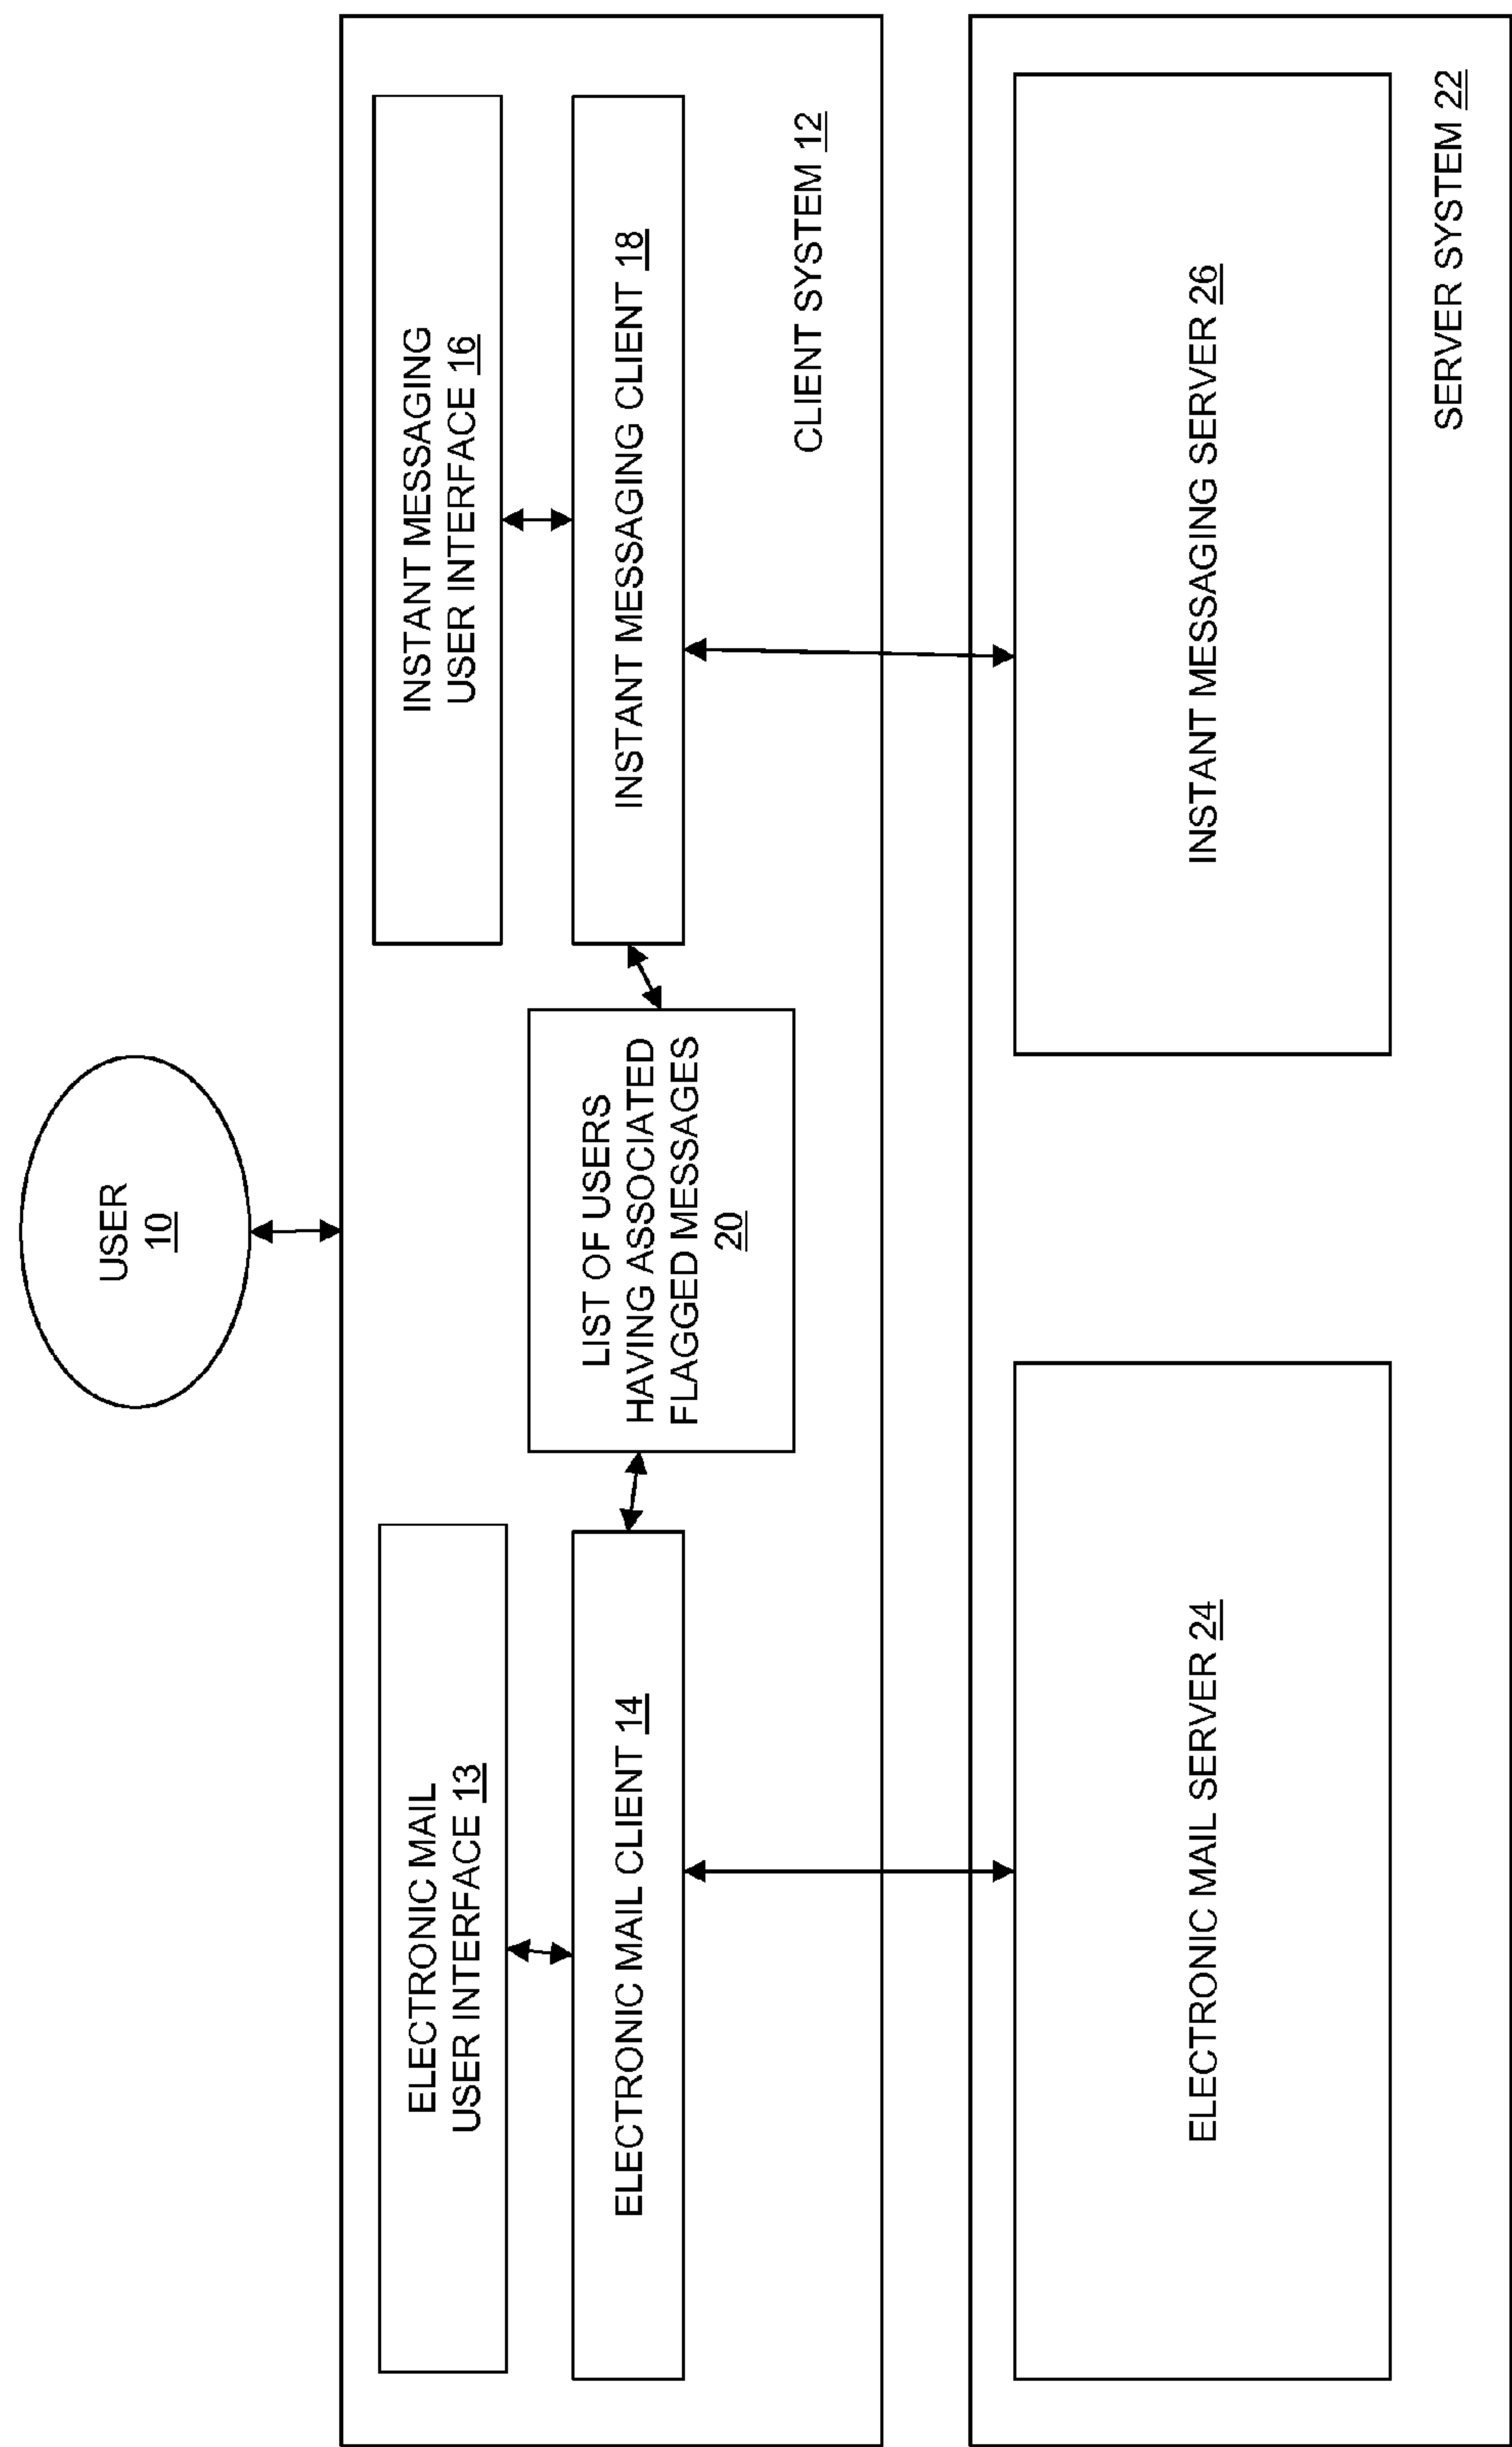 USER
10
ELECTRONIC MAIL
USER INTERFACE 13
INSTANT MESSAGING
USER INTERFACE 16
ELECTRONIC MAIL CLIENT 14
LIST OF USERS
HAVING ASSOCIATED
FLAGGED MESSAGES
20
INSTANT MESSAGING CLIENT 18
CLIENT SYSTEM 12
ELECTRONIC MAIL SERVER 24
INSTANT MESSAGING SERVER 26
SERVER SYSTEM 22